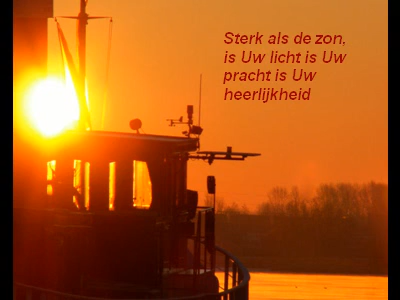 Sterk als de zon,
is Uw licht is Uw
pracht is Uw
heerlijkheid